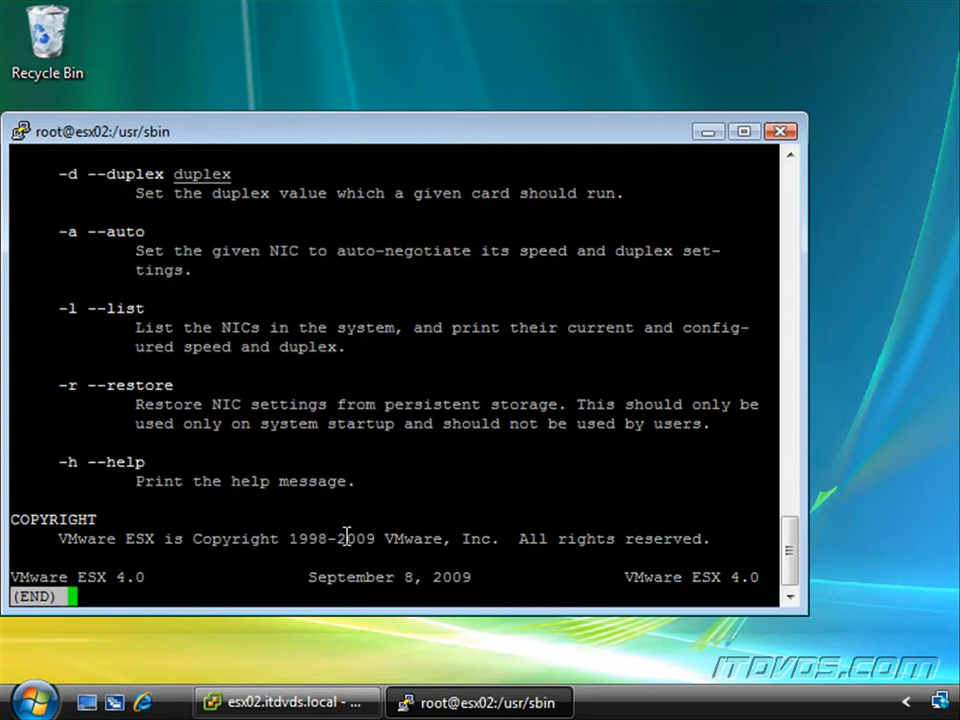 Recycle Bin
root@esx02:/usr/sbin
-d --duplex duplex
Set the duplex value which a given card should run.
-a --auto
Set the given NIC to auto-negotiate its speed and duplex set-
tings.
-l --list
List the NICs in the system, and print their current and config-
ured speed and duplex.
-r --restore
Restore NIC settings from persistent storage. This should only be
used only on system startup and should not be used by users.
-h --help
Print the help message.
COPYRIGHT
VMware ESX is Copyright 1998-2009 VMware, Inc.  All rights reserved.
VMware ESX 4.0 September 8, 2009 VMware ESX 4.0
(END)
ITDVDS.COM
esx02.itdvds.local - ... root@esx02:/usr/sbin